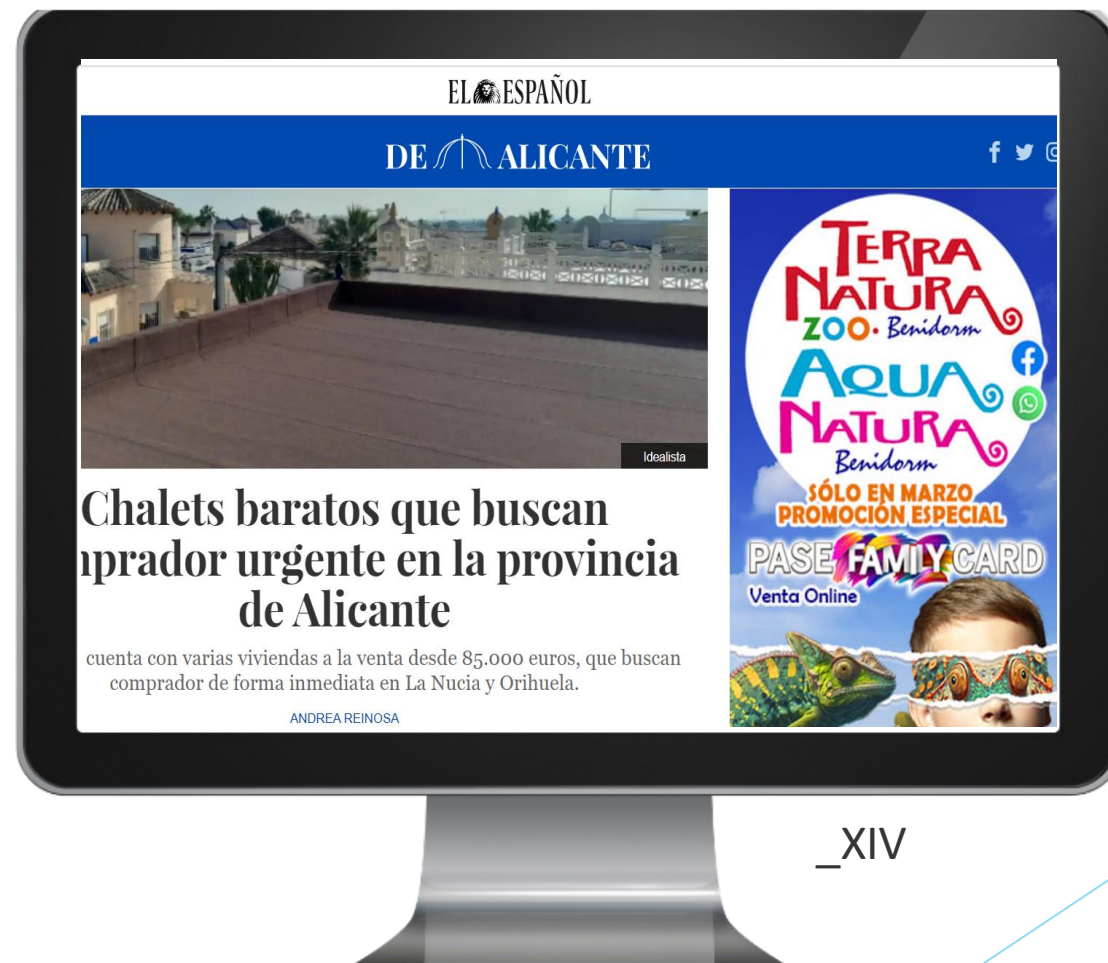 EL ESPAÑOL
DE ALICANTE
Idealista
Chalets baratos que buscan
prador urgente en la provincia
de Alicante
cuenta con varias viviendas a la venta desde 85.000 euros, que buscan
comprador de forma inmediata en La Nucia y Orihuela.
ANDREA REINOSA
TERRA
NATURA
ZOO. Benidorm
AQUA
NATURA
Benidorm
SÓLO EN MARZO
PROMOCIÓN ESPECIAL
PASE FAMILY CARD
Venta Online
_XIV